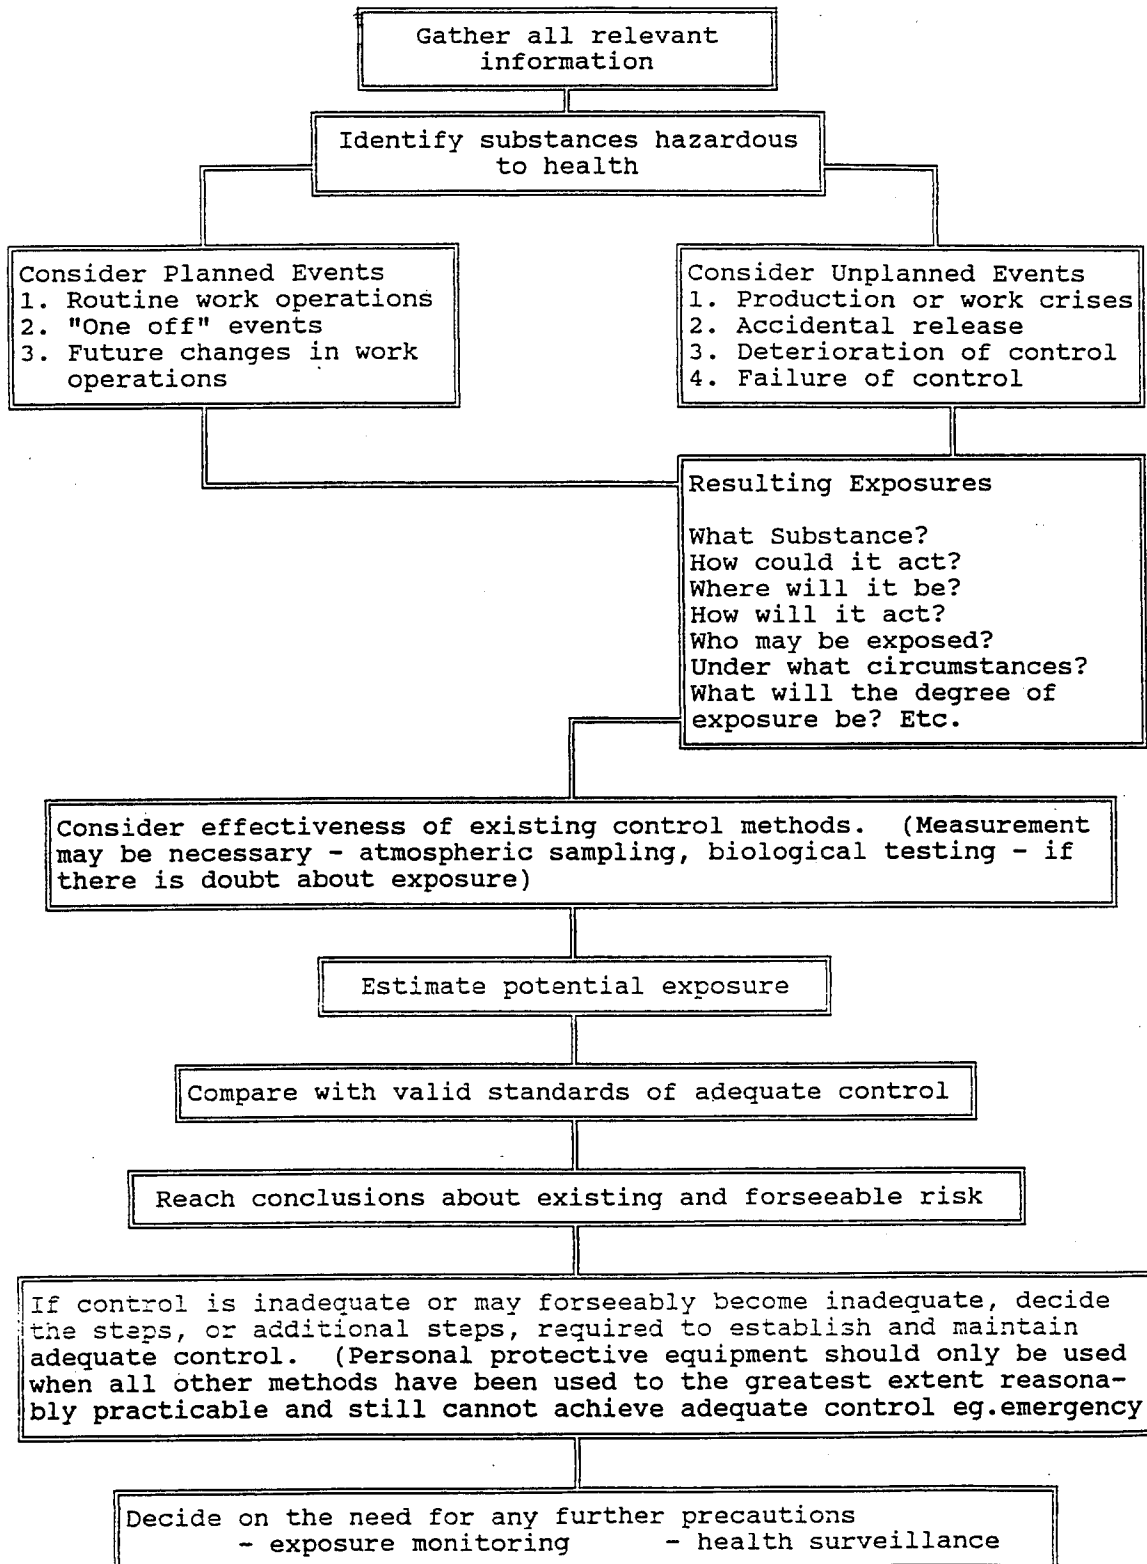 Gather all relevant
information
Identify substances hazardous
to health
Consider Planned Events
1. Routine work operations
2. "One off" events
3. Future changes in work
operations
Consider Unplanned Events
1. Production or work crises
2. Accidental release
3. Deterioration of control
4. Failure of control
Resulting Exposures
What Substance?
How could it act?
Where will it be?
How will it act?
Who may be exposed?
Under what circumstances?
What will the degree of
exposure be? Etc.
Consider effectiveness of existing control methods. (Measurement
may be necessary - atmospheric sampling, biological testing - if
there is doubt about exposure)
Estimate potential exposure
Compare with valid standards of adequate control
Reach conclusions about existing and forseeable risk
If control is inadequate or may forseeably become inadequate, decide
the steps, or additional steps, required to establish and maintain
adequate control. (Personal protective equipment should only be used
when all other methods have been used to the greatest extent reasona-
bly practicable and still cannot achieve adequate control eg.emergency
Decide on the need for any further precautions
- exposure monitoring - health surveillance